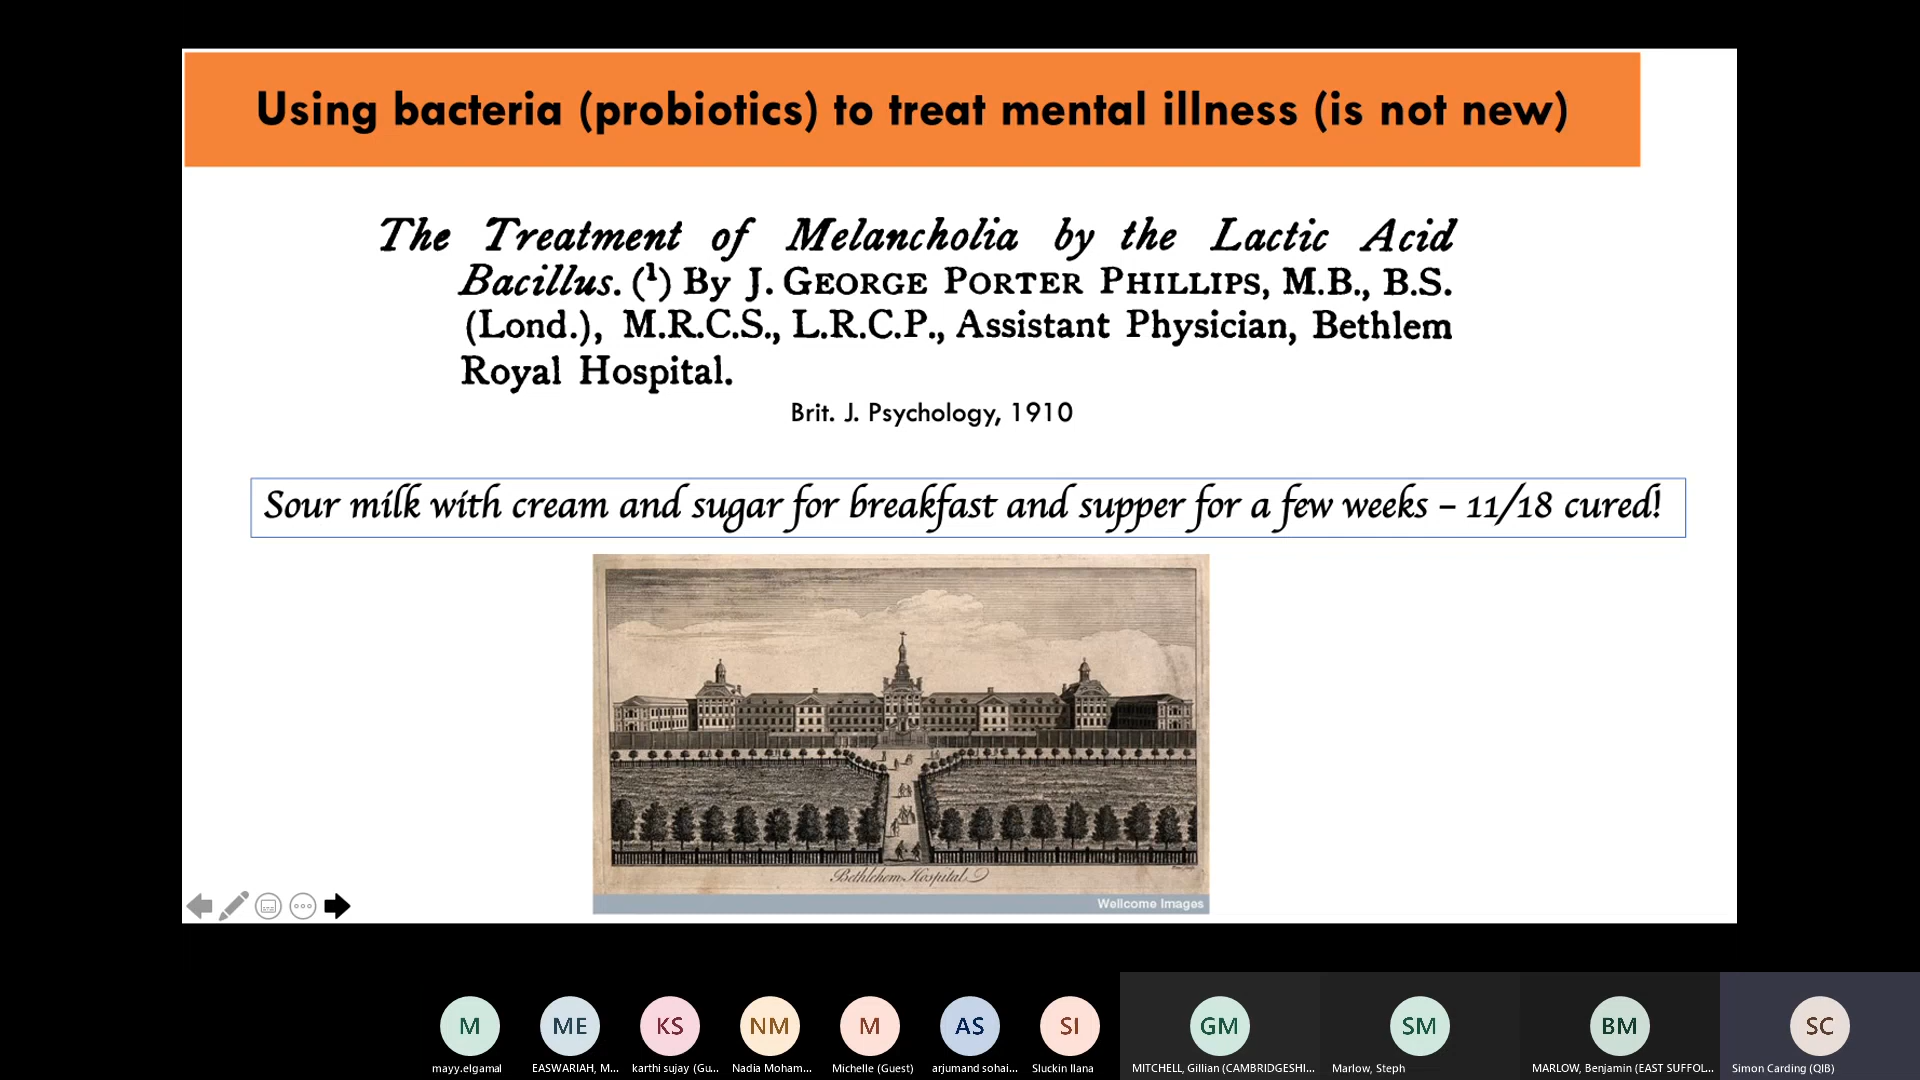 Using bacteria (probiotics) to treat mental illness (is not new)
The Treatment of Melancholia by the Lactic Acid
Bacillus. (¹) By J. GEORGE PORTER PHILLIPS, M.B., B.S.
(Lond.), M.R.C.S., L.R.C.P., Assistant Physician, Bethlem
Royal Hospital.
Brit. J. Psychology, 1910
Sour milk with cream and sugar for breakfast and supper for a few weeks – 11/18 cured!
Bethlehem Hospital
Wellcome Images
M ME KS NM M AS SI GM SM BM SC
mayy.elgamal EASWARIAH, M... karthi sujay (Gu... Nadia Moham... Michelle (Guest) arjumand sohai... Sluckin Ilana MITCHELL, Gillian (CAMBRIDGESHI... Marlow, Steph MARLOW, Benjamin (EAST SUFFOL... Simon Carding (QIB)